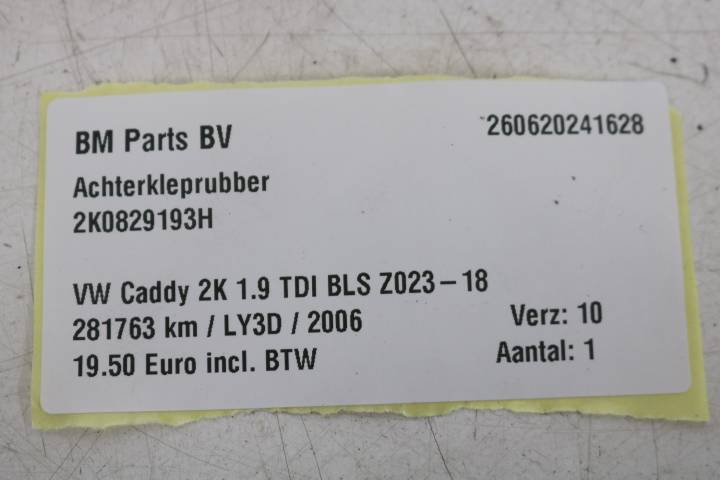 BM Parts BV
260620241628
Achterkleprubber
2K0829193H
VW Caddy 2K 1.9 TDI BLS Z023-18
281763 km / LY3D / 2006
Verz: 10
19.50 Euro incl. BTW
Aantal: 1